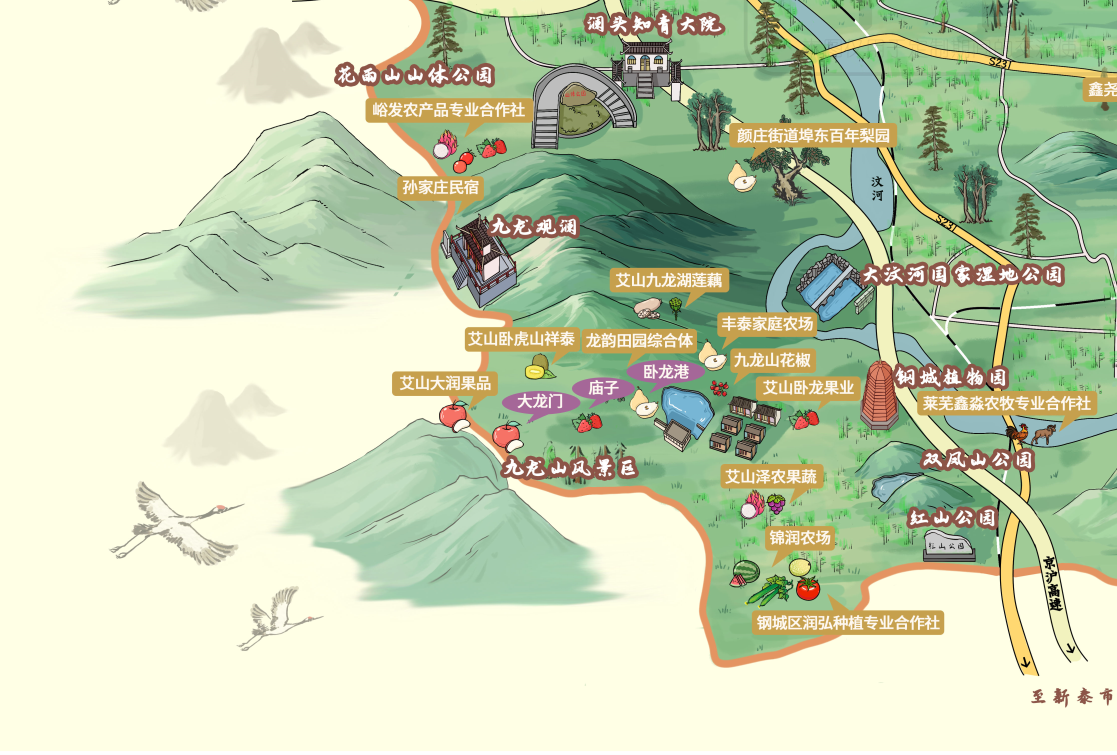 澜头知青大院
S231
花雨山山体公园
鑫尧
峪发农产品专业合作社
颜庄街道埠东百年梨园
孙家庄民宿
汶河
九龙观澜
S231
大汶河国家湿地公园
艾山九龙湖莲藕
丰泰家庭农场
艾山卧虎山祥泰
龙韵田园综合体
九龙山花椒
卧龙港
钢城植物园
艾山大润果品
庙子
艾山卧龙果业
大龙门
莱芜鑫淼农牧专业合作社
双凤山公园
九龙山风景区
艾山泽农果蔬
红山公园
锦润农场
红山公园
京沪高速
钢城区润弘种植专业合作社
至新泰市